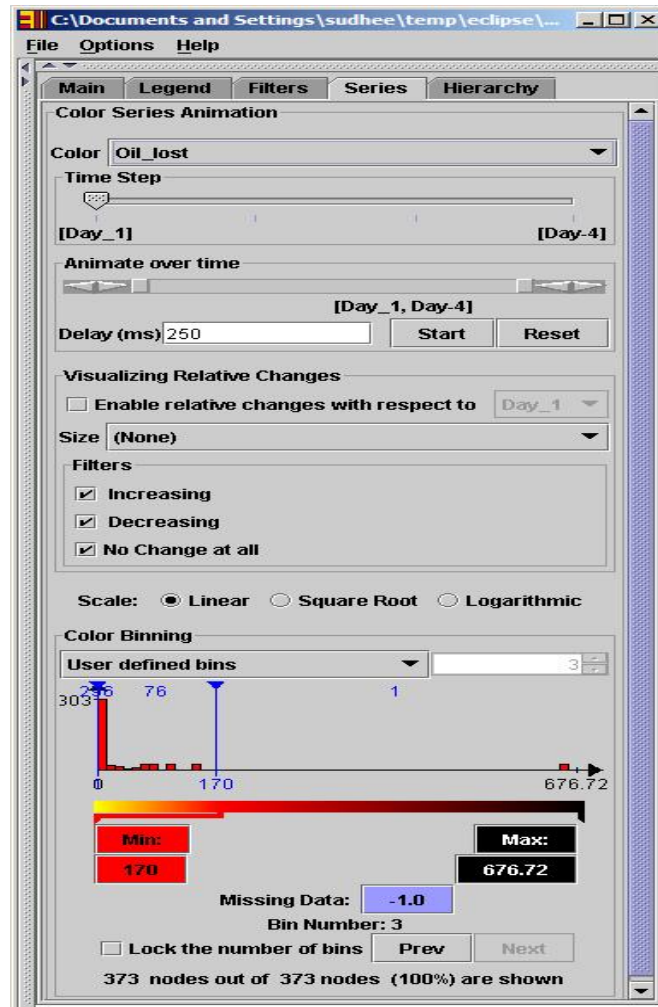 C:\Documents and Settings\sudhee\temp\eclipse\...
File Options Help
Main Legend Filters Series Hierarchy
Color Series Animation
Color Oil_lost
Time Step
[Day_1] [Day-4]
Animate over time
[Day_1, Day-4]
Delay (ms) 250 Start Reset
Visualizing Relative Changes
Enable relative changes with respect to Day_1
Size (None)
Filters
Increasing
Decreasing
No Change at all
Scale: Linear Square Root Logarithmic
Color Binning
User defined bins 3
296 76 1
303
0 170 676.72
Min: Max:
170 676.72
Missing Data: -1.0
Bin Number: 3
Lock the number of bins Prev Next
373 nodes out of 373 nodes (100%) are shown